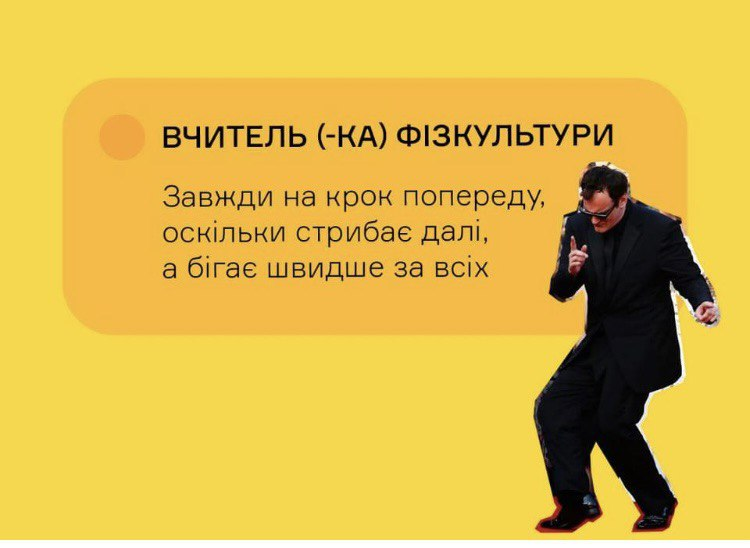 ВЧИТЕЛЬ (-КА) ФІЗКУЛЬТУРИ
Завжди на крок попереду,
оскільки стрибає далі,
а бігає швидше за всіх